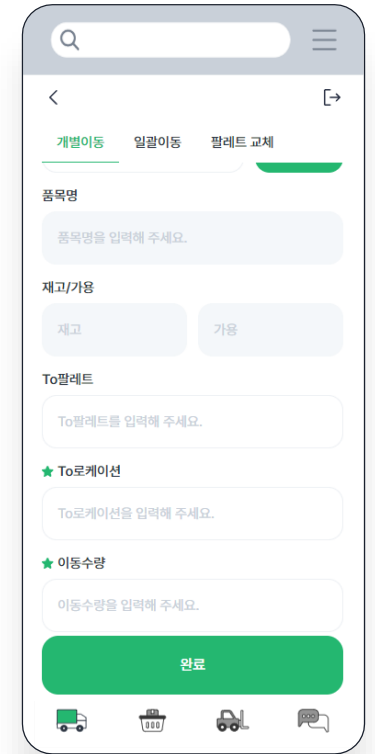 개별이동 일괄이동 팔레트 교체
품목명
품목명을 입력해 주세요.
재고/가용
재고 가용
To팔레트
To팔레트를 입력해 주세요.
To로케이션
To로케이션을 입력해 주세요.
이동수량
이동수량을 입력해 주세요.
완료